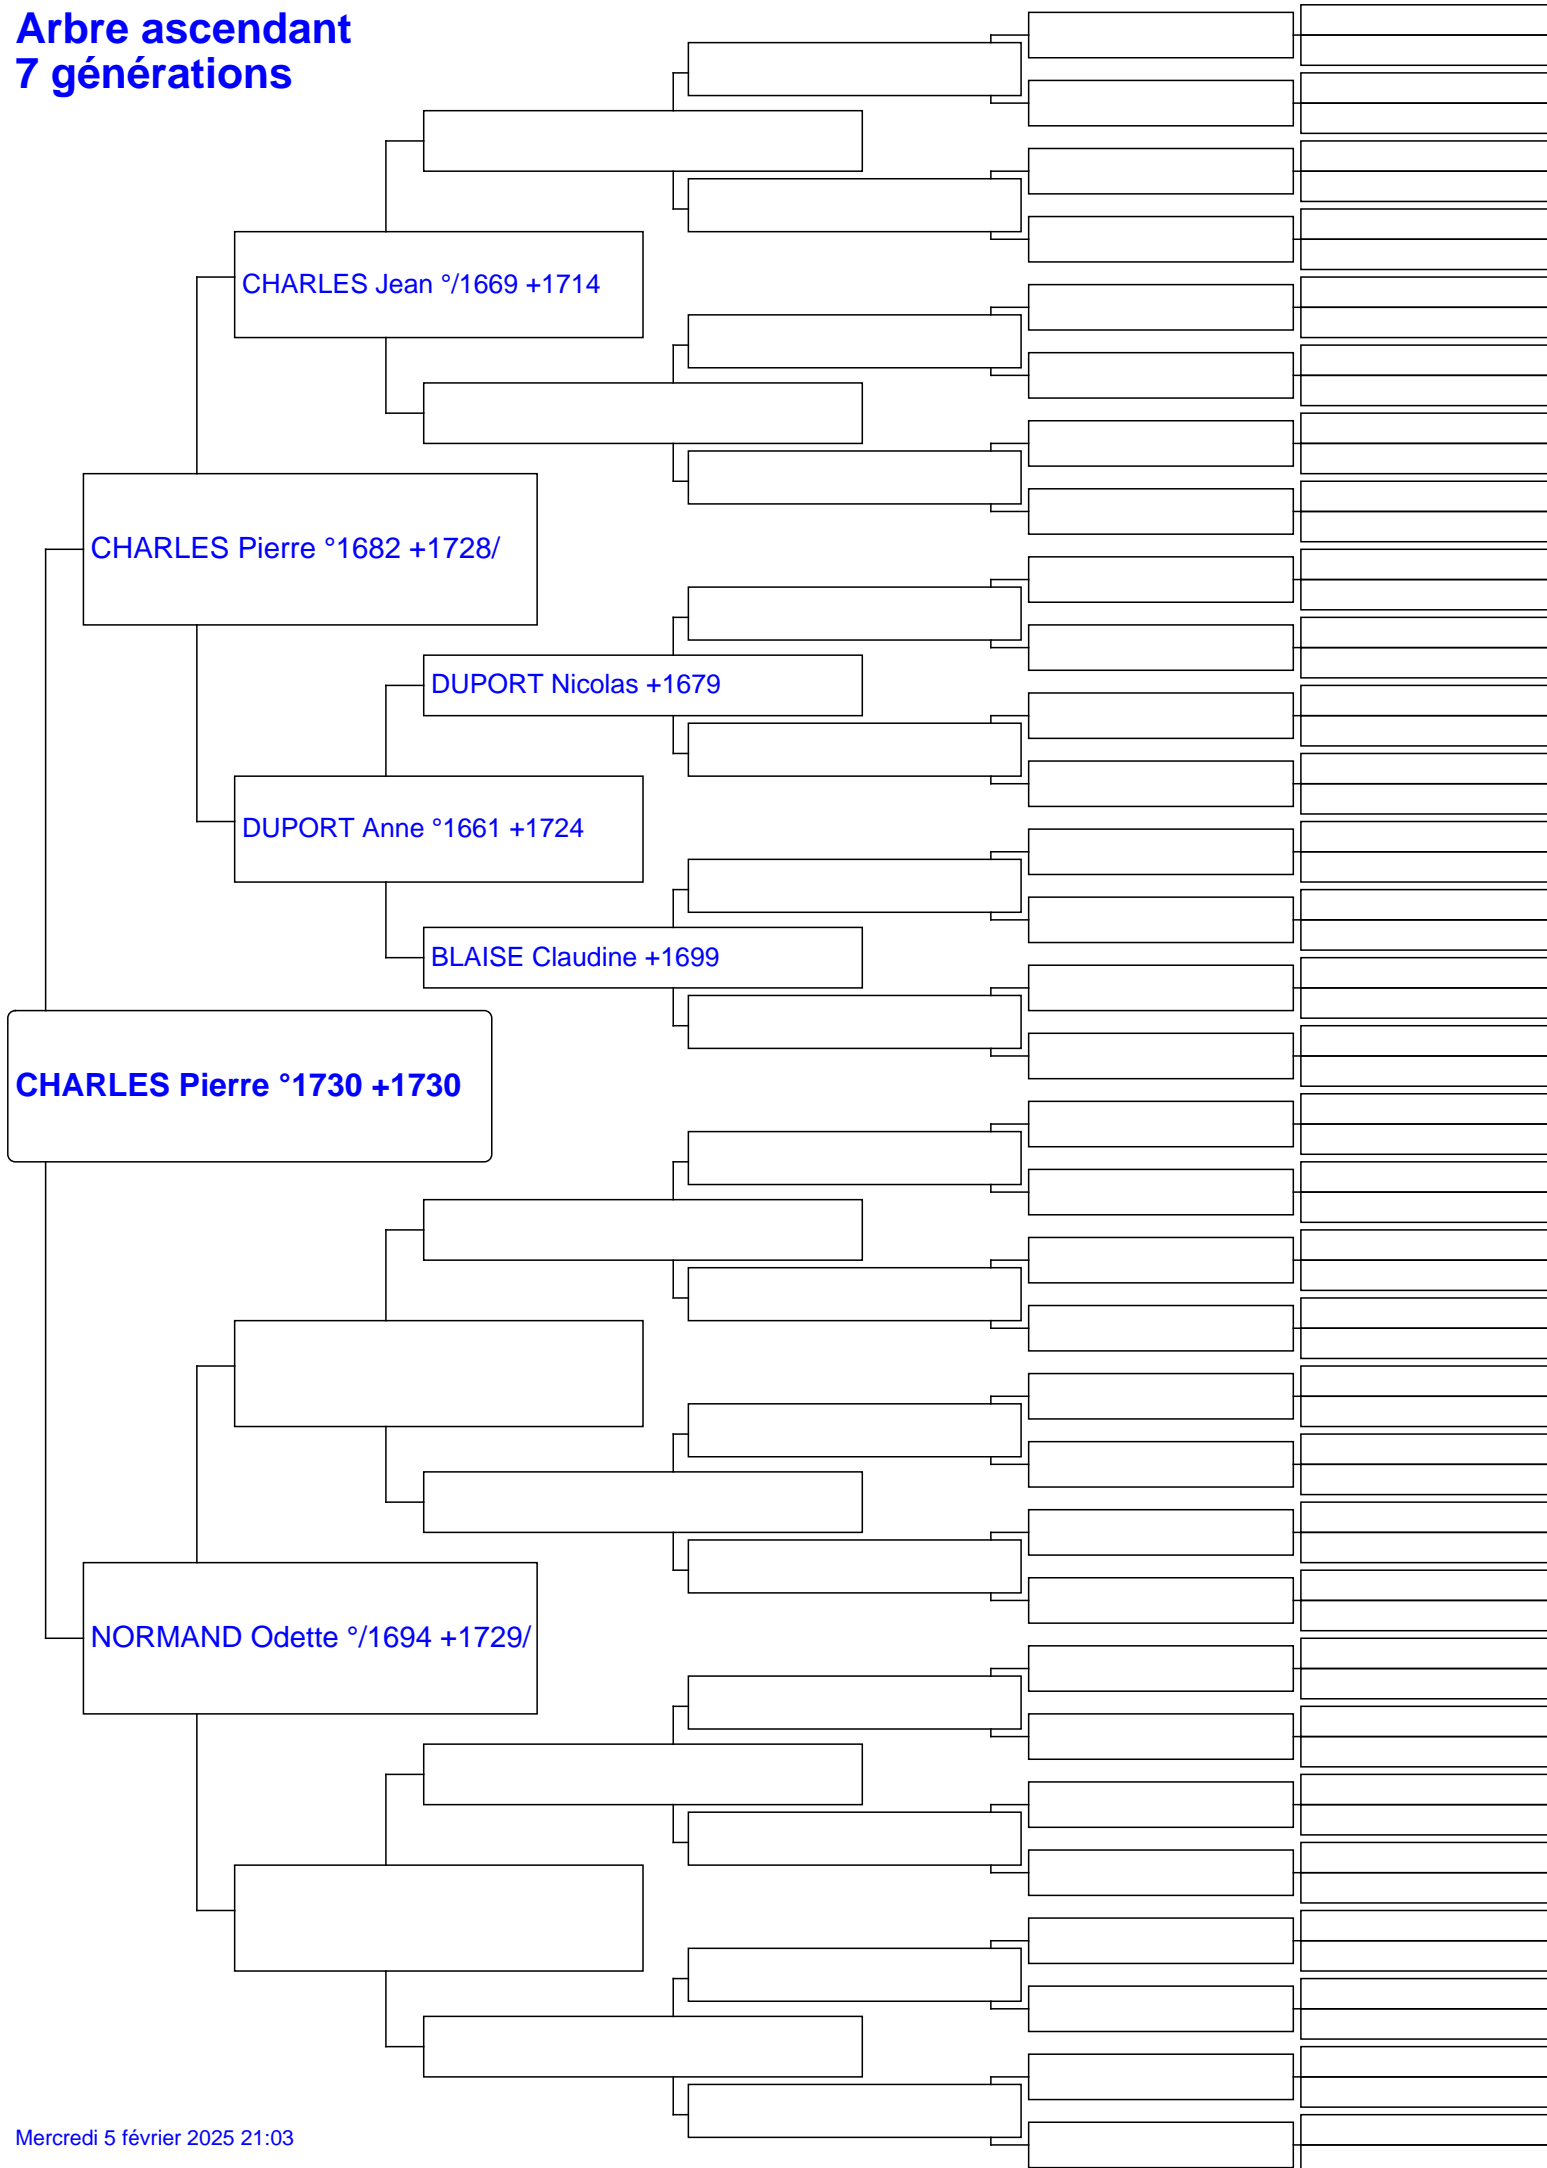 Arbre ascendant
7 générations
CHARLES Jean °/1669 +1714
CHARLES Pierre °1682 +1728/
DUPORT Nicolas +1679
DUPORT Anne °1661 +1724
BLAISE Claudine +1699
CHARLES Pierre °1730 +1730
NORMAND Odette °/1694 +1729/
Mercredi 5 février 2025 21:03